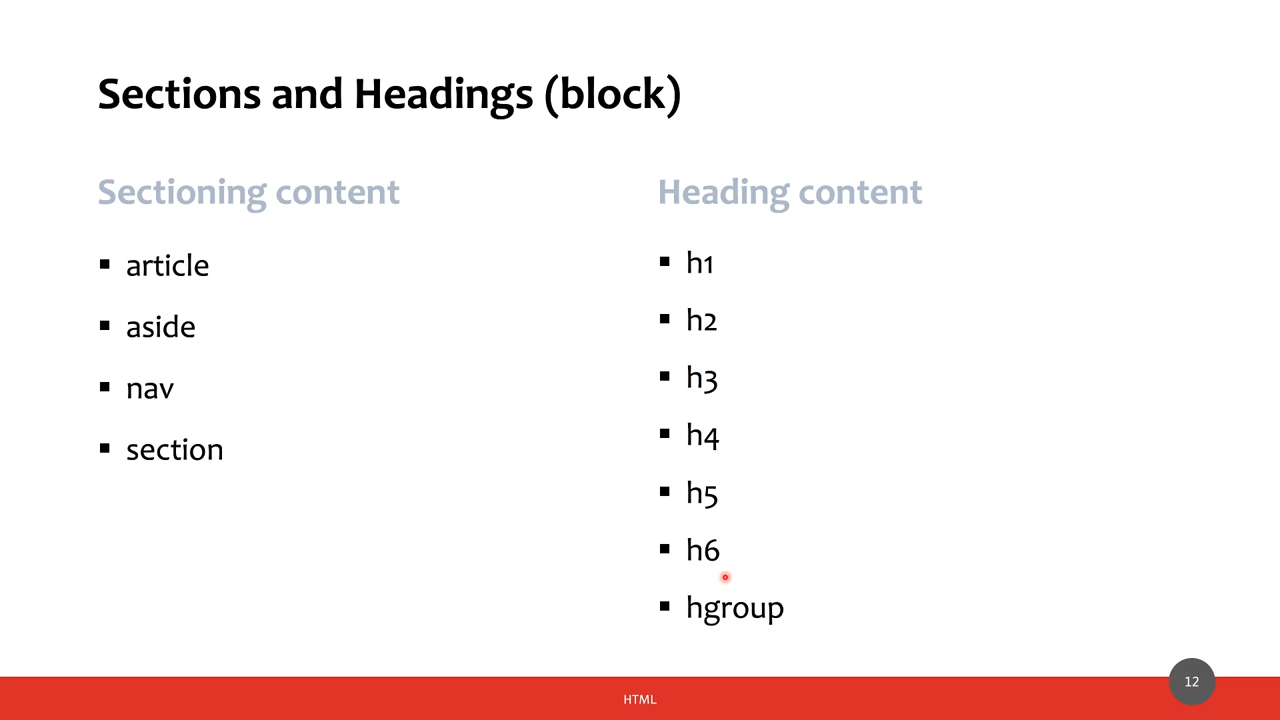 Sections and Headings (block)
Sectioning content
▪ article
▪ aside
▪ nav
▪ section
Heading content
▪ h1
▪ h2
▪ h3
▪ h4
▪ h5
▪ h6
▪ hgroup
HTML
12